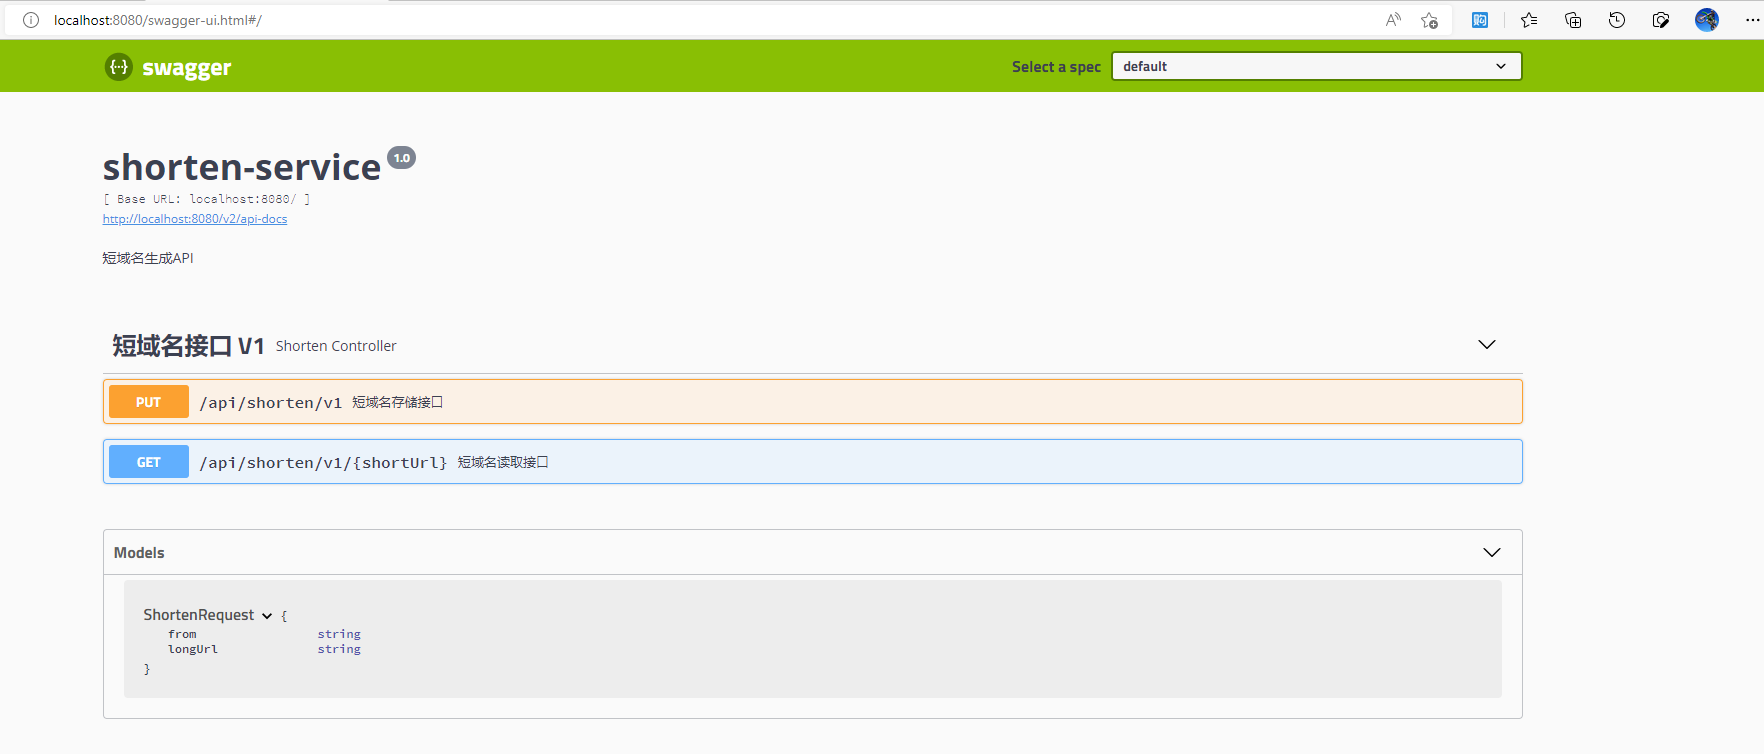 localhost:8080/swagger-ui.html#/
swagger
Select a spec
default
shorten-service 1.0
[ Base URL: localhost:8080/ ]
http://localhost:8080/v2/api-docs
短域名生成API
短域名接口 V1 Shorten Controller
PUT /api/shorten/v1 短域名存储接口
GET /api/shorten/v1/{shortUrl} 短域名读取接口
Models
ShortenRequest {
from string
longUrl string
}